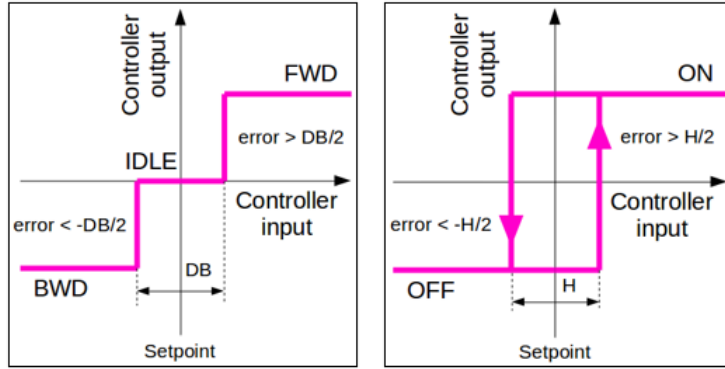 Controller
output
FWD
error > DB/2
IDLE
Controller
input
error < -DB/2
DB
BWD
Setpoint
Controller
output
ON
error > H/2
Controller
input
error < -H/2
H
OFF
Setpoint